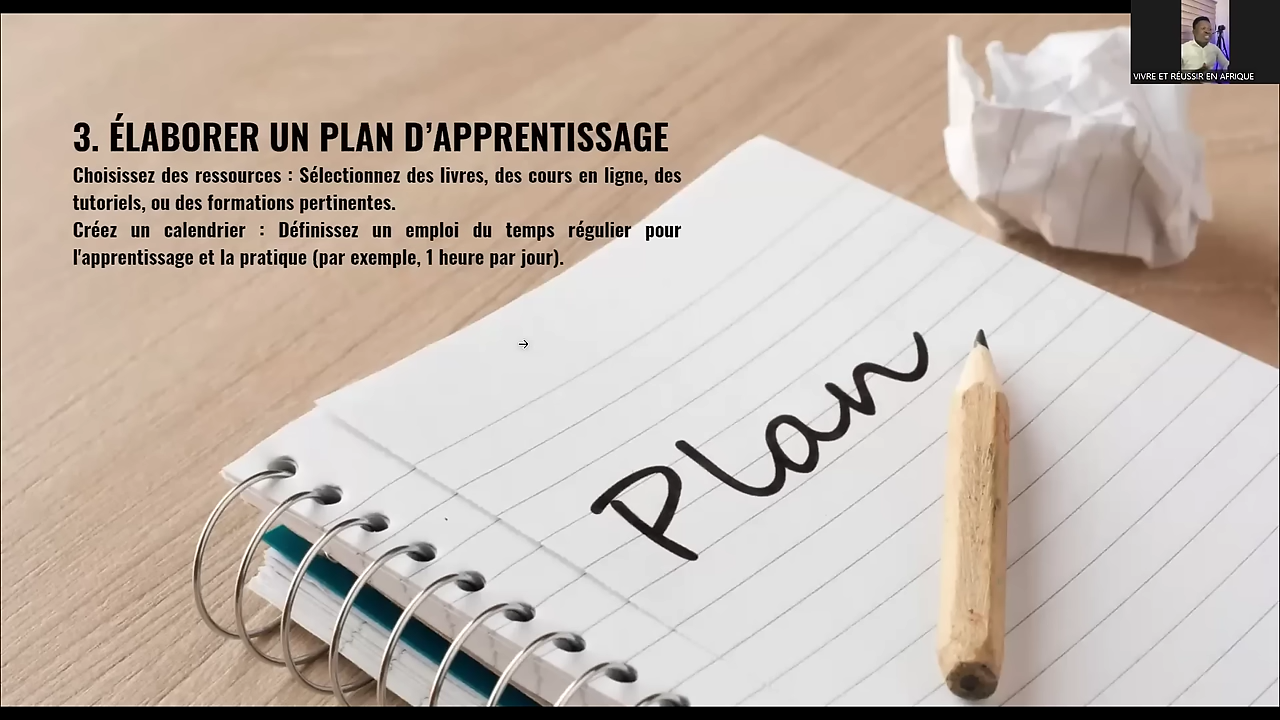 VIVRE ET RÉUSSIR EN AFRIQUE
3. ÉLABORER UN PLAN D’APPRENTISSAGE
Choisissez des ressources : Sélectionnez des livres, des cours en ligne, des
tutoriels, ou des formations pertinentes.
Créez un calendrier : Définissez un emploi du temps régulier pour
l'apprentissage et la pratique (par exemple, 1 heure par jour).
Plan